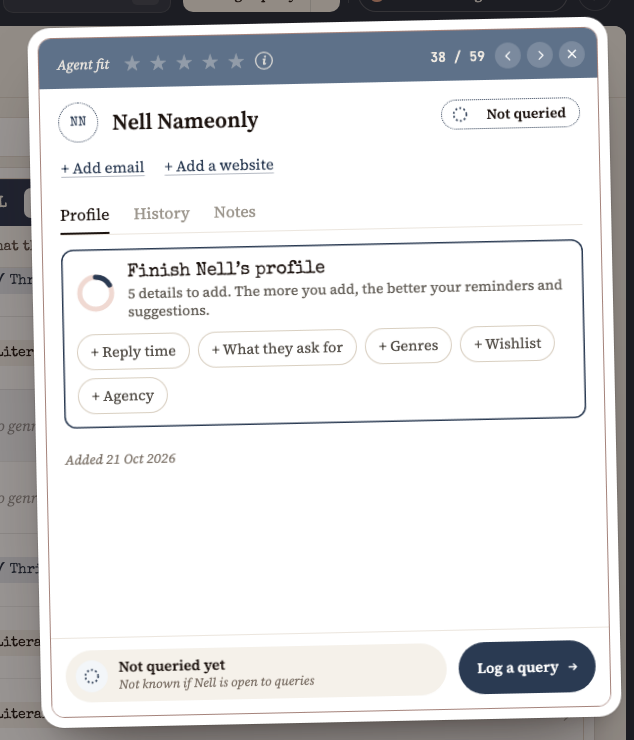 Agent fit
38 / 59
NN
Nell Nameonly
Not queried
+ Add email
+ Add a website
Profile
History
Notes
Finish Nell's profile
5 details to add. The more you add, the better your reminders and
suggestions.
+ Reply time
+ What they ask for
+ Genres
+ Wishlist
+ Agency
Added 21 Oct 2026
Not queried yet
Not known if Nell is open to queries
Log a query →